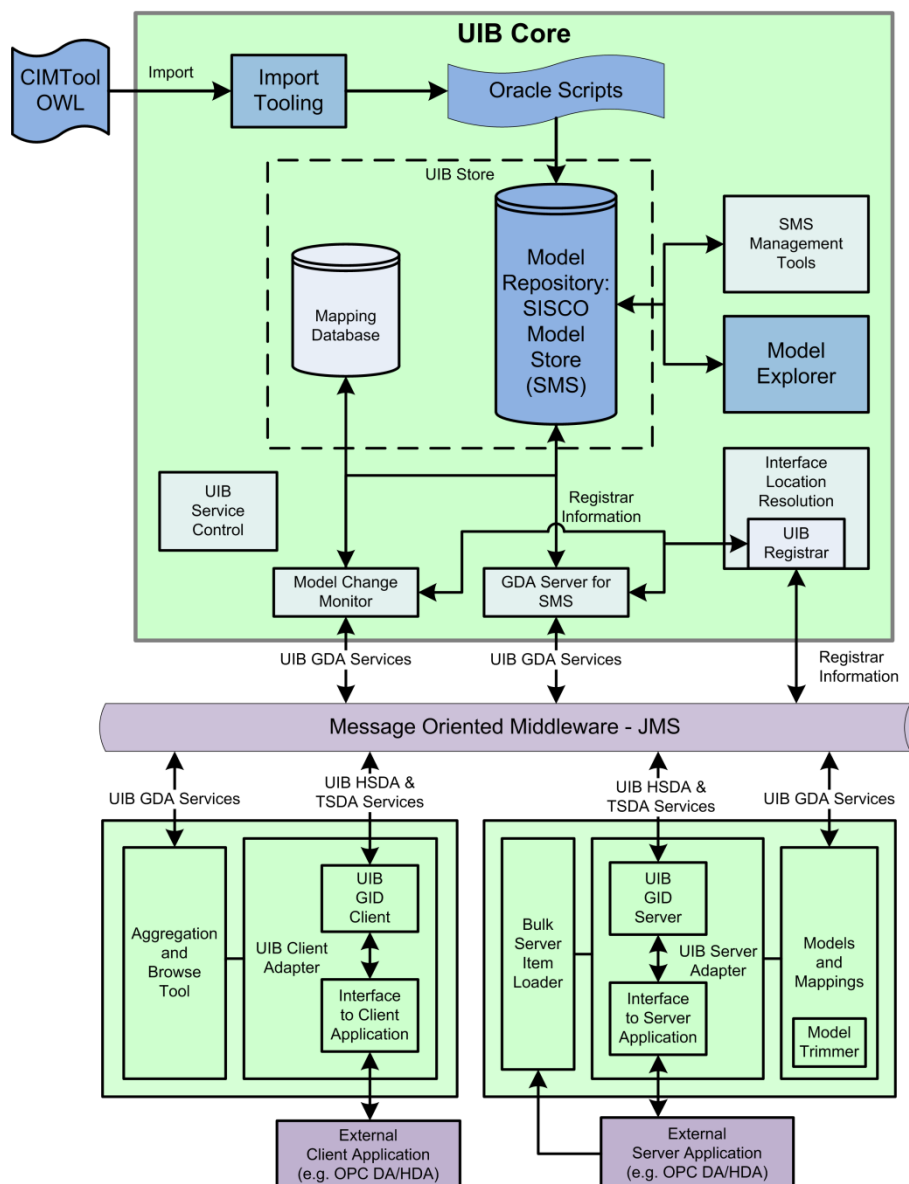 UIB Core
CIMTool
OWL
Import
Import
Tooling
Oracle Scripts
UIB Store
Model
Repository:
SISCO
Model
Store
(SMS)
Mapping
Database
SMS
Management
Tools
Model
Explorer
UIB
Service
Control
Registrar
Information
Interface
Location
Resolution
UIB
Registrar
Model Change
Monitor
GDA Server for
SMS
UIB GDA Services
UIB GDA Services
Registrar
Information
Message Oriented Middleware - JMS
UIB GDA Services
UIB HSDA &
TSDA Services
UIB HSDA &
TSDA Services
UIB GDA Services
Aggregation
and
Browse
Tool
UIB Client
Adapter
UIB
GID
Client
Interface
to Client
Application
Bulk
Server
Item
Loader
UIB
GID
Server
UIB Server
Adapter
Interface
to Server
Application
Models
and
Mappings
Model
Trimmer
External
Client Application
(e.g. OPC DA/HDA)
External
Server Application
(e.g. OPC DA/HDA)